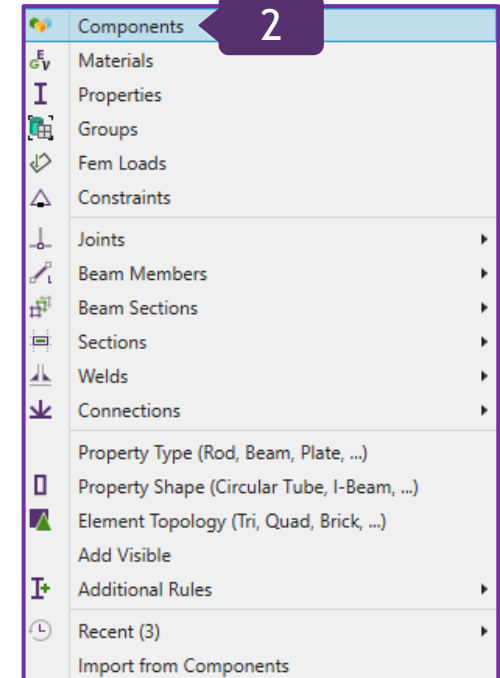 Components 2
Materials
Properties
Groups
Fem Loads
Constraints
Joints
Beam Members
Beam Sections
Sections
Welds
Connections
Property Type (Rod, Beam, Plate, ...)
Property Shape (Circular Tube, I-Beam, ...)
Element Topology (Tri, Quad, Brick, ...)
Add Visible
Additional Rules
Recent (3)
Import from Components